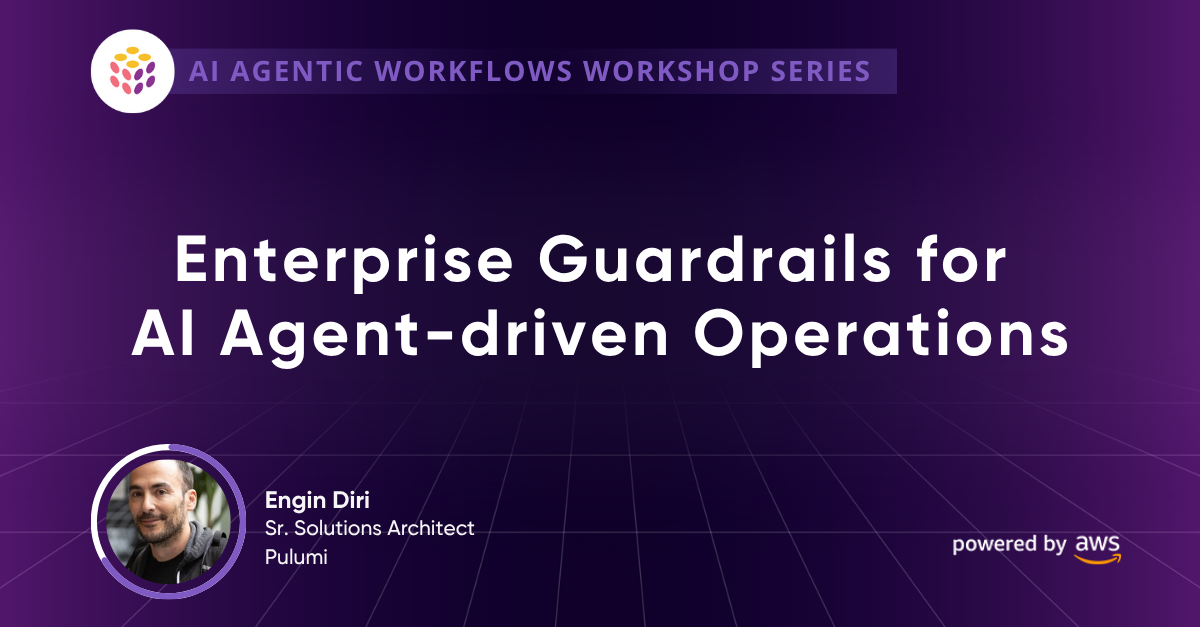 AI AGENTIC WORKFLOWS WORKSHOP SERIES
Enterprise Guardrails for
AI Agent-driven Operations
Engin Diri
Sr. Solutions Architect
Pulumi
powered by aws